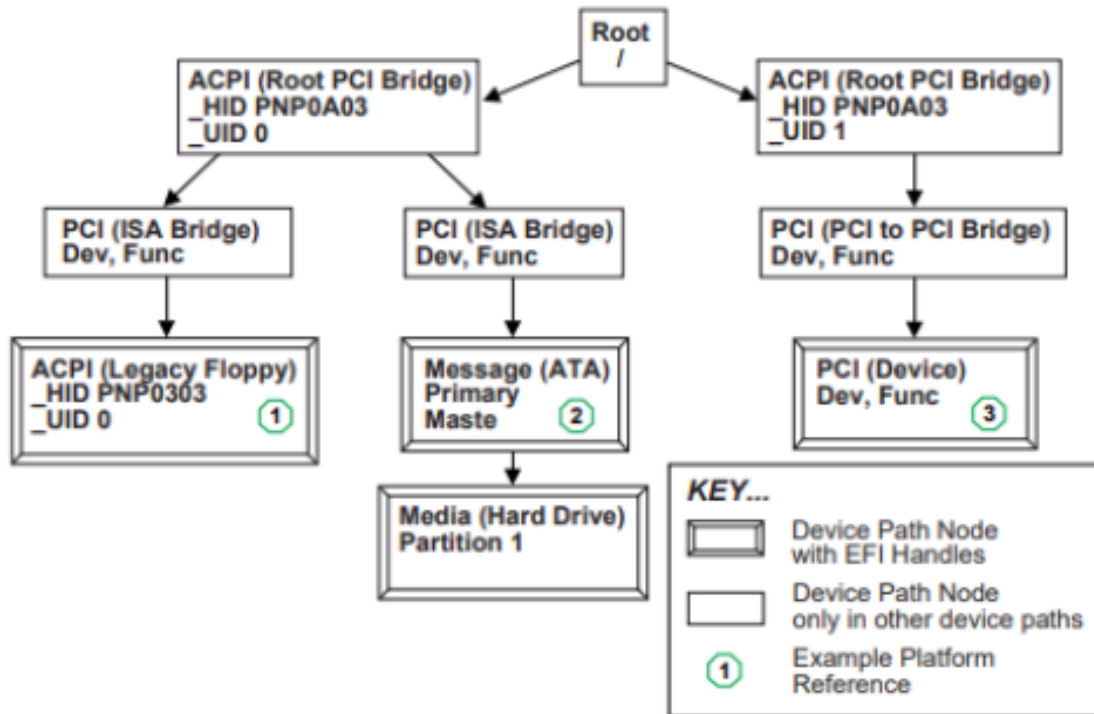 Root
/
ACPI (Root PCI Bridge)
_HID PNP0A03
_UID 0
ACPI (Root PCI Bridge)
_HID PNP0A03
_UID 1
PCI (ISA Bridge)
Dev, Func
PCI (ISA Bridge)
Dev, Func
PCI (PCI to PCI Bridge)
Dev, Func
ACPI (Legacy Floppy)
_HID PNP0303
_UID 0
1
Message (ATA)
Primary
Maste
2
PCI (Device)
Dev, Func
3
Media (Hard Drive)
Partition 1
KEY...
Device Path Node
with EFI Handles
Device Path Node
only in other device paths
1
Example Platform
Reference